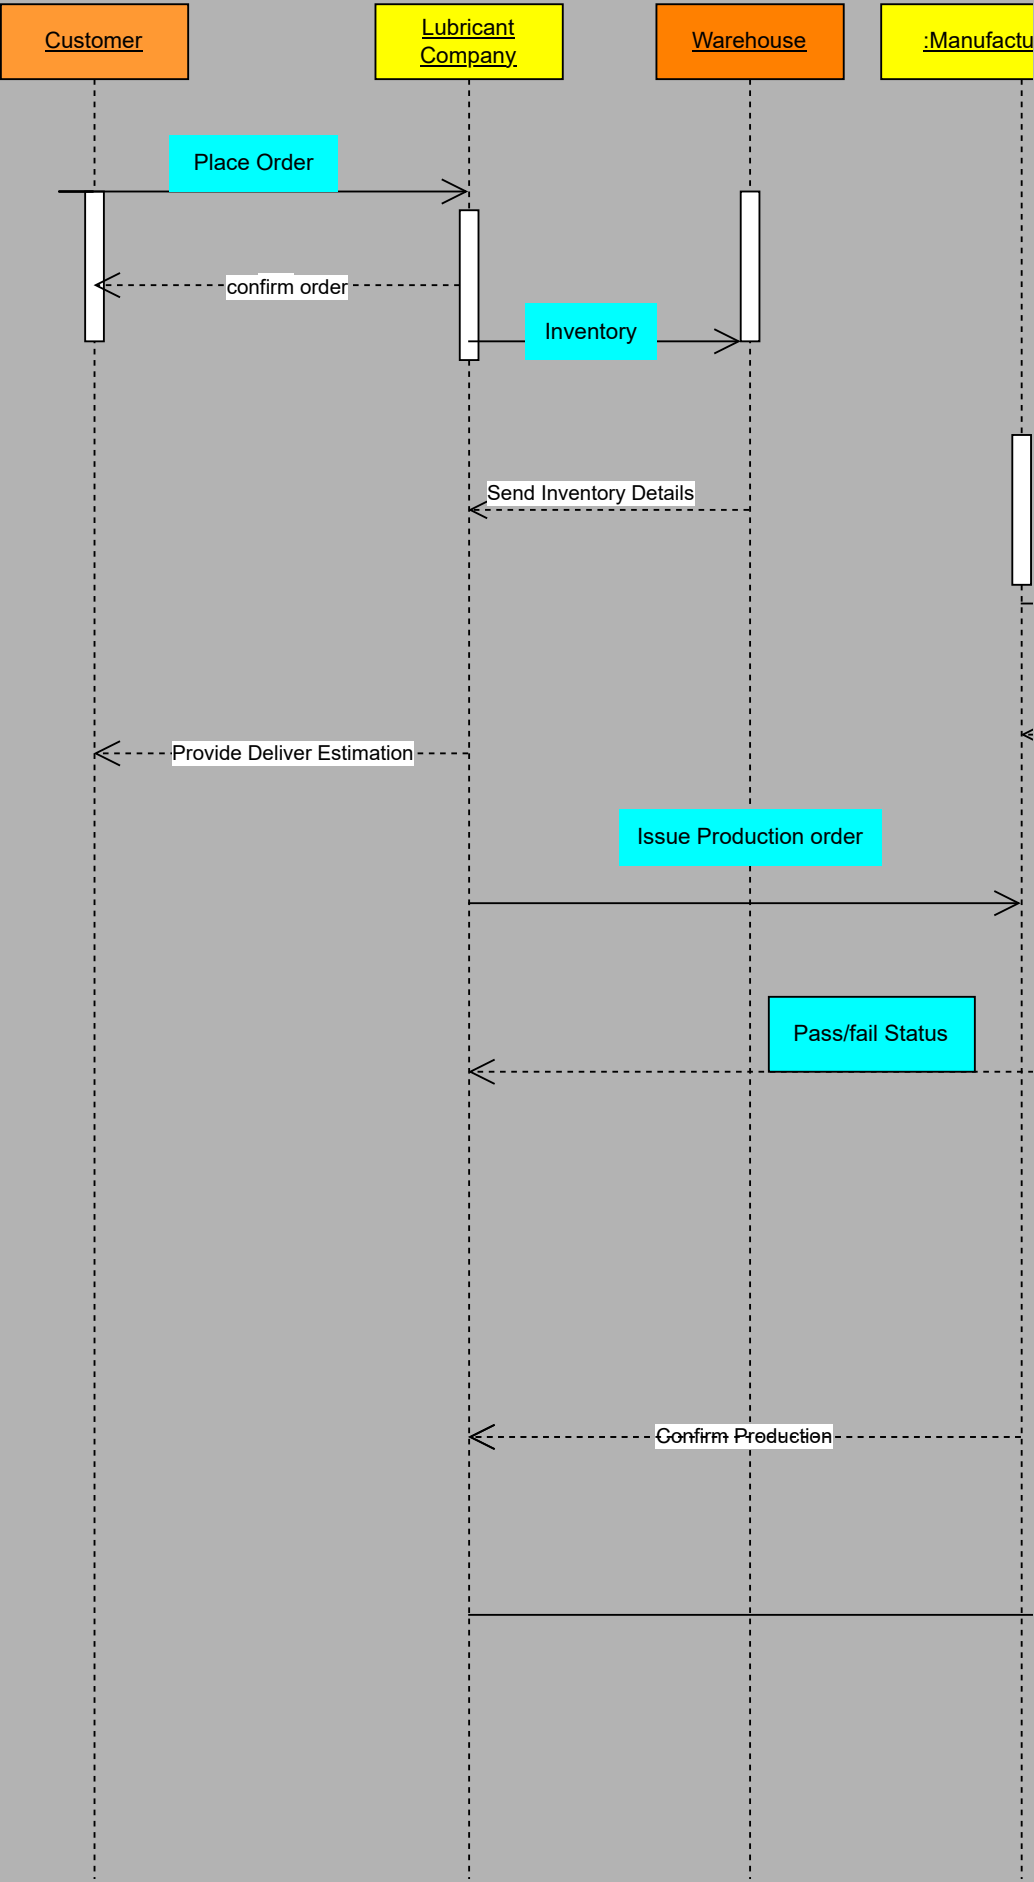 Customer
Lubricant
Company
Warehouse
:Manufactu
Place Order
confirm order
Inventory
Send Inventory Details
Provide Deliver Estimation
Issue Production order
Pass/fail Status
Confirm Production